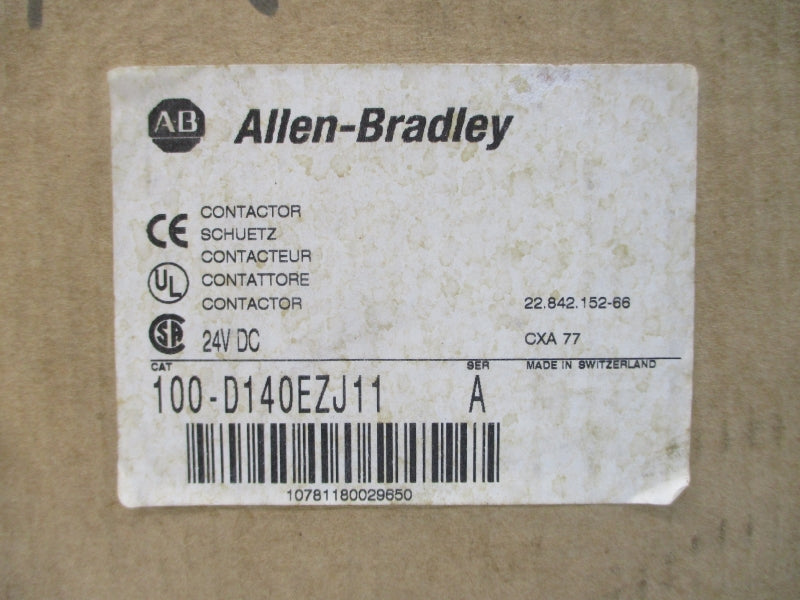 AB Allen-Bradley
CE
CONTACTOR
SCHUETZ
CONTACTEUR
UL
CONTATTORE
CONTACTOR
22.842.152-66
SA
24V DC
CXA 77
CAT
SER
MADE IN SWITZERLAND
100-D140EZJ11
A
10781180029650